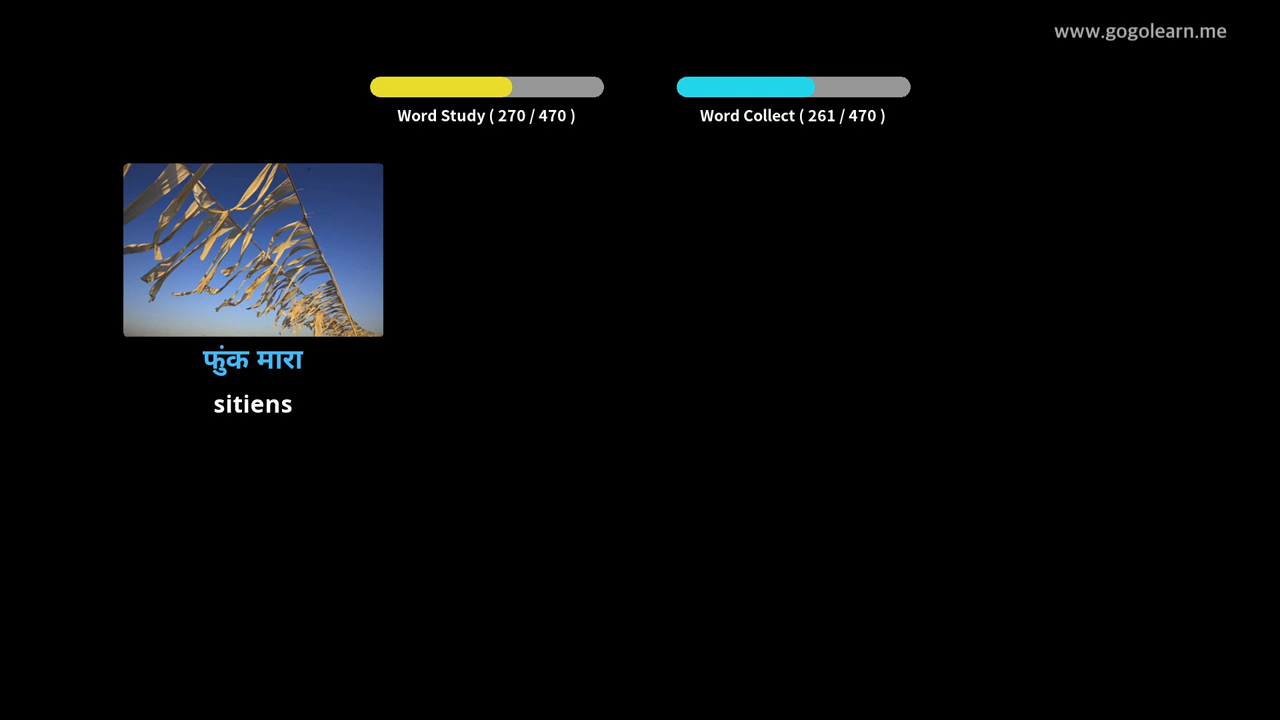 www.gogolearn.me
Word Study ( 270 / 470 )
Word Collect ( 261 / 470 )
फुंक मारा
sitiens